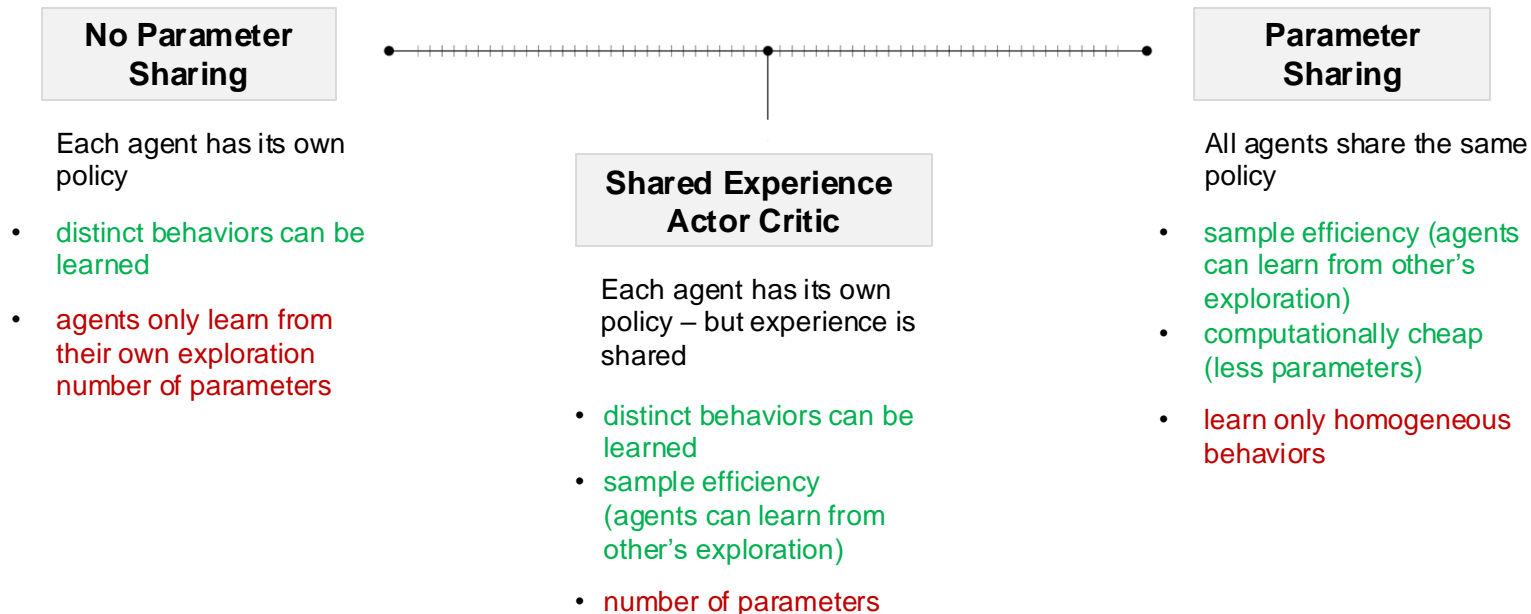 No Parameter
Sharing
Each agent has its own
policy
• distinct behaviors can be
learned
• agents only learn from
their own exploration
number of parameters
Shared Experience
Actor Critic
Each agent has its own
policy – but experience is
shared
• distinct behaviors can be
learned
• sample efficiency
(agents can learn from
other’s exploration)
• number of parameters
Parameter
Sharing
All agents share the same
policy
• sample efficiency (agents
can learn from other’s
exploration)
• computationally cheap
(less parameters)
• learn only homogeneous
behaviors